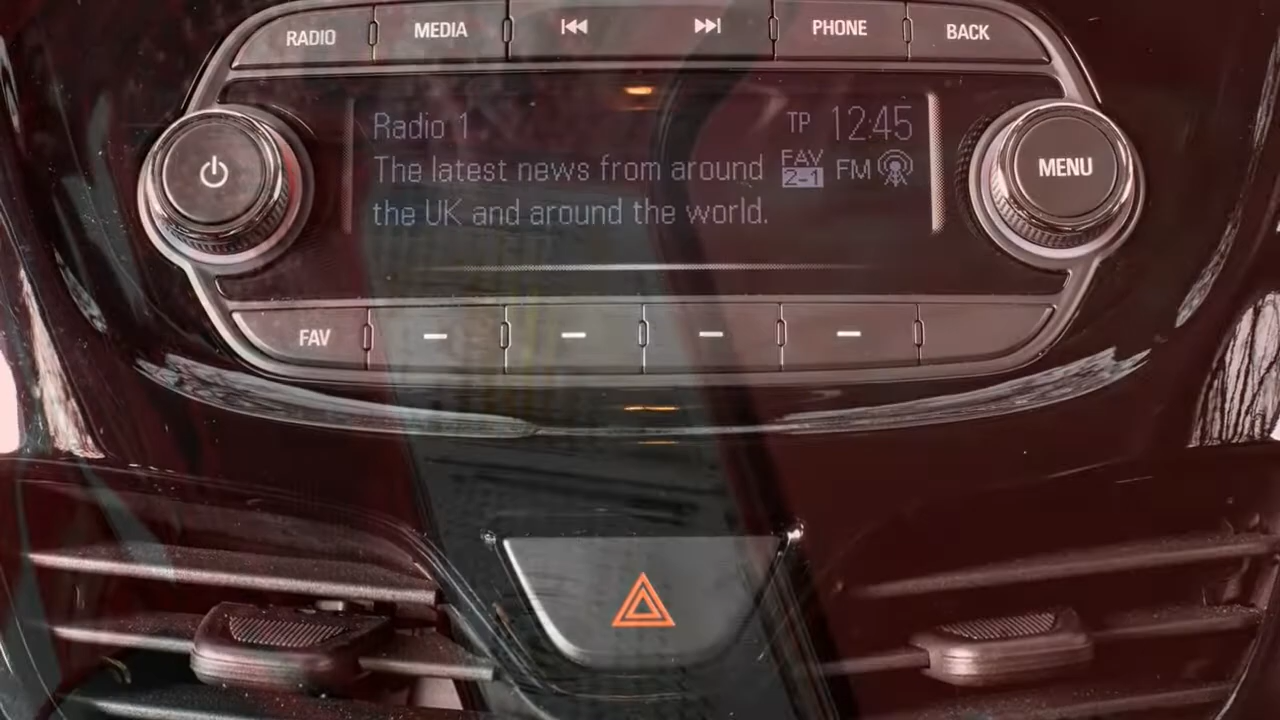 RADIO MEDIA PHONE BACK
Radio 1 TP 12:45
The latest news from around FAV 2-1 FM
the UK and around the world.
MENU
FAV